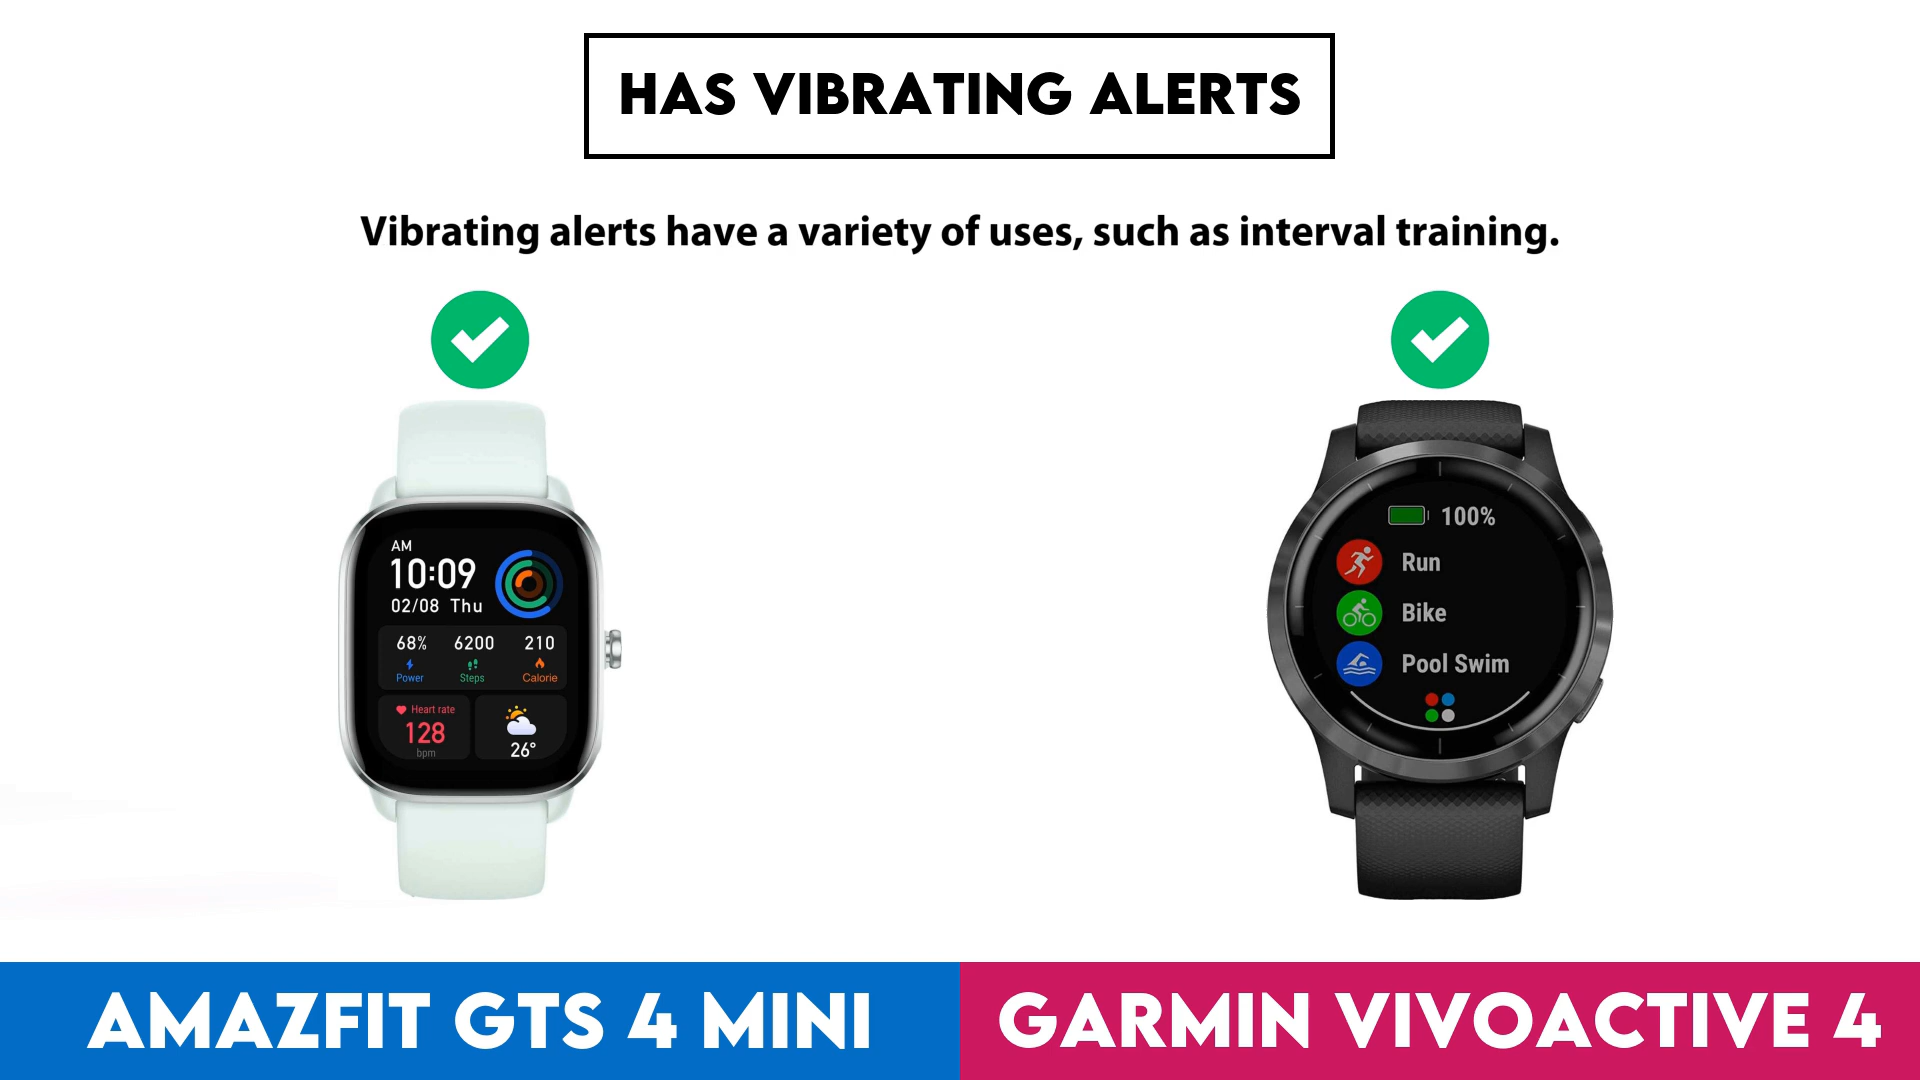 HAS VIBRATING ALERTS
Vibrating alerts have a variety of uses, such as interval training.
AM
10:09
02/08 Thu
68% 6200 210
Power Steps Calorie
Heart rate
128
bpm
26°
100%
Run
Bike
Pool Swim
AMAZFIT GTS 4 MINI
GARMIN VIVOACTIVE 4